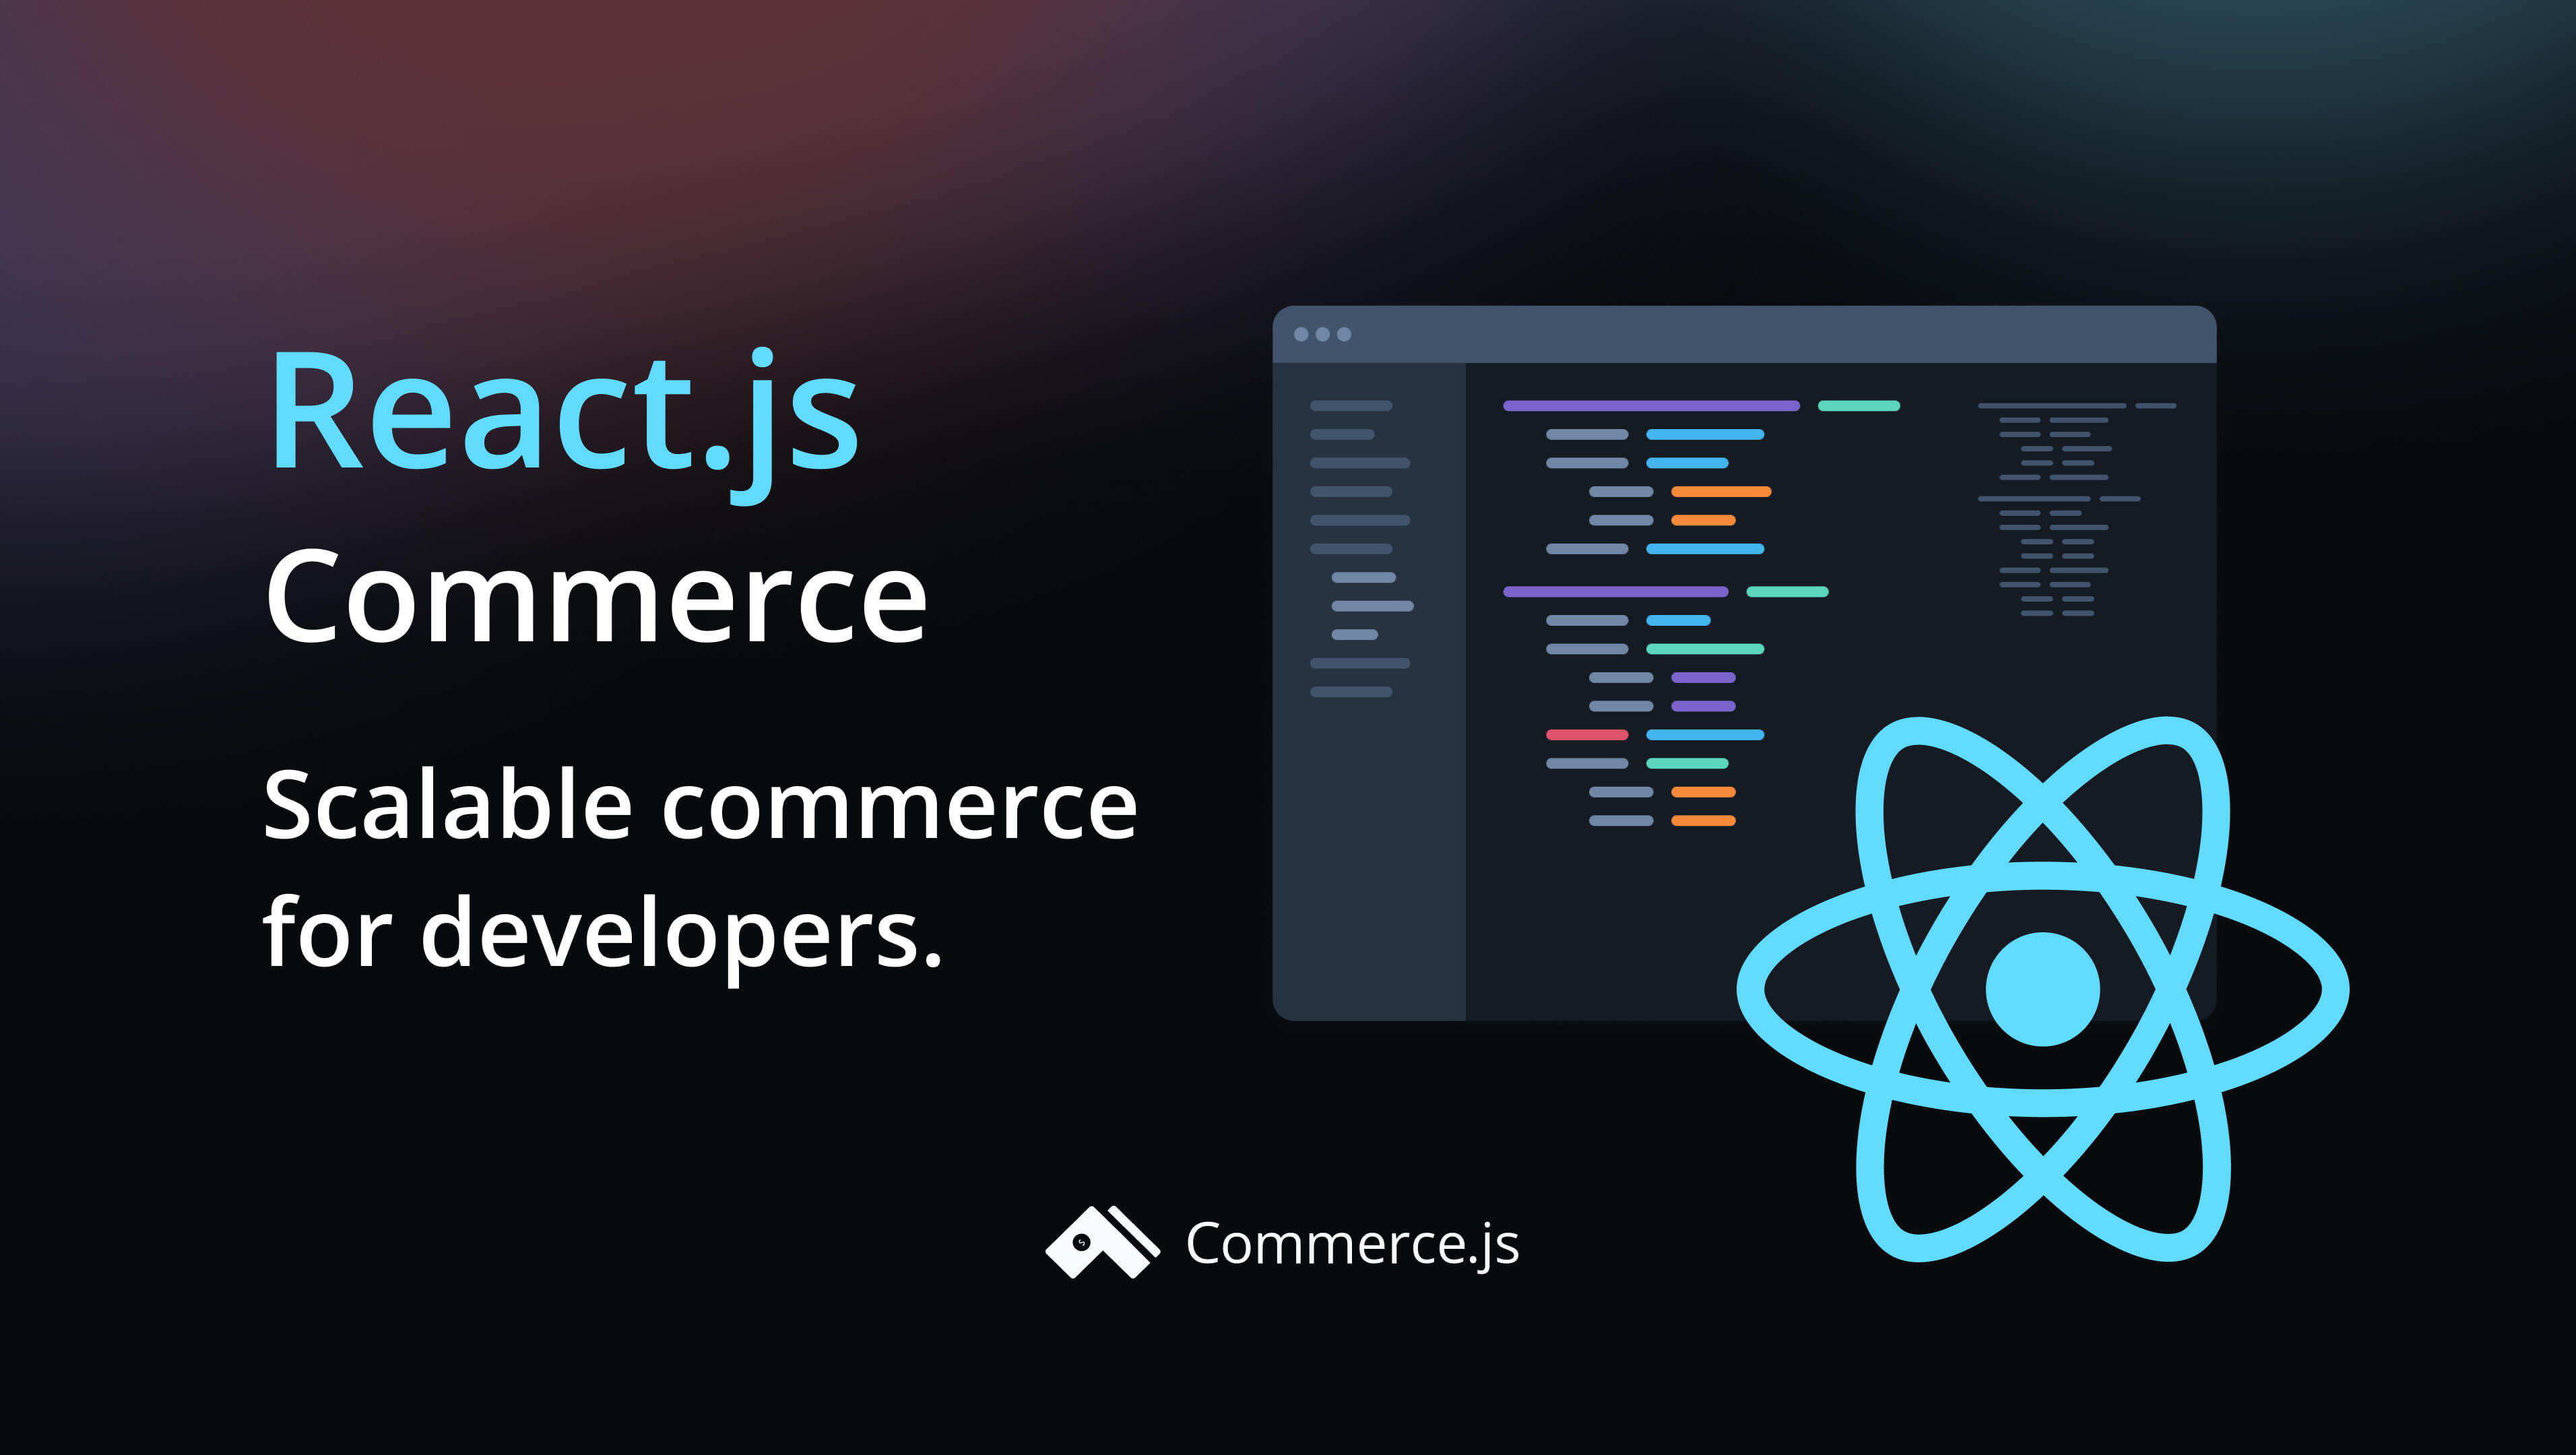 React.js
Commerce
Scalable commerce
for developers.
Commerce.js